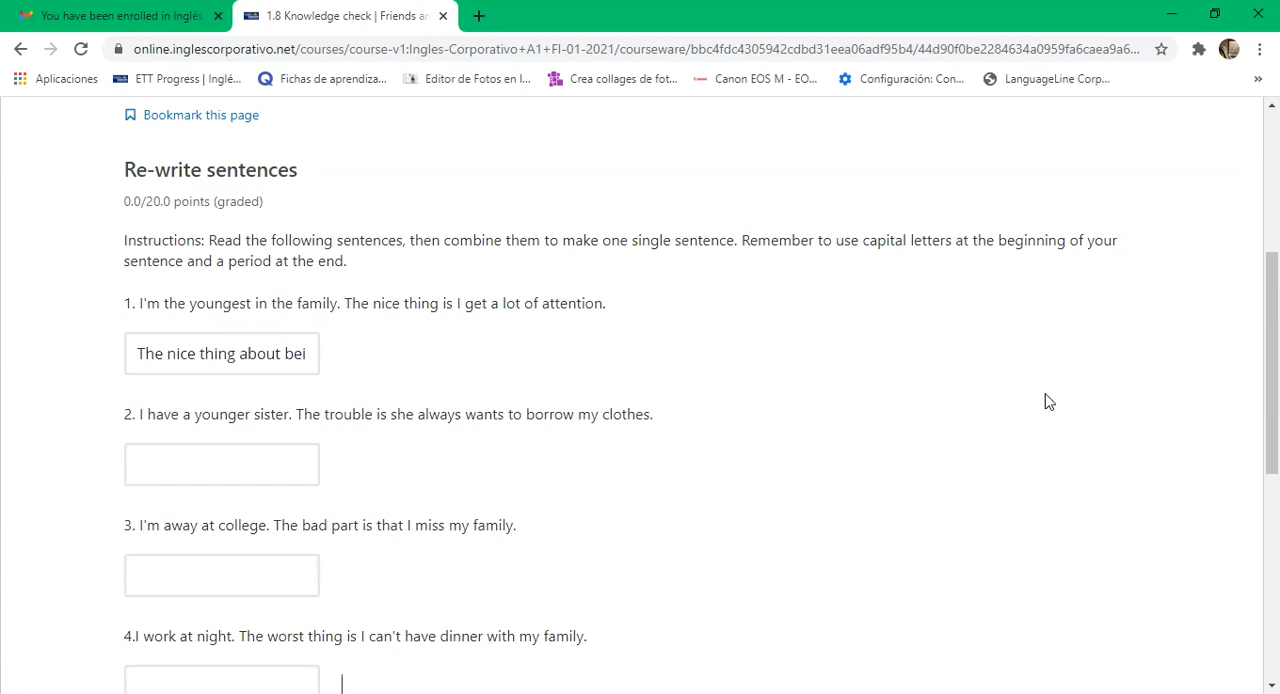 You have been enrolled in Inglés
1.8 Knowledge check | Friends an
online.inglescorporativo.net/courses/course-v1:Ingles-Corporativo+A1+FI-01-2021/courseware/bbc4fdc4305942cdbd31eea06adf95b4/44d90f0be2284634a0959fa6caea9a6...
Aplicaciones
ETT Progress | Inglé...
Fichas de aprendiza...
Editor de Fotos en l...
Crea collages de fot...
Canon EOS M - EO...
Configuración: Con...
LanguageLine Corp...
»
Bookmark this page
Re-write sentences
0.0/20.0 points (graded)
Instructions: Read the following sentences, then combine them to make one single sentence. Remember to use capital letters at the beginning of your
sentence and a period at the end.
1. I'm the youngest in the family. The nice thing is I get a lot of attention.
The nice thing about bei
2. I have a younger sister. The trouble is she always wants to borrow my clothes.
3. I'm away at college. The bad part is that I miss my family.
4.I work at night. The worst thing is I can't have dinner with my family.